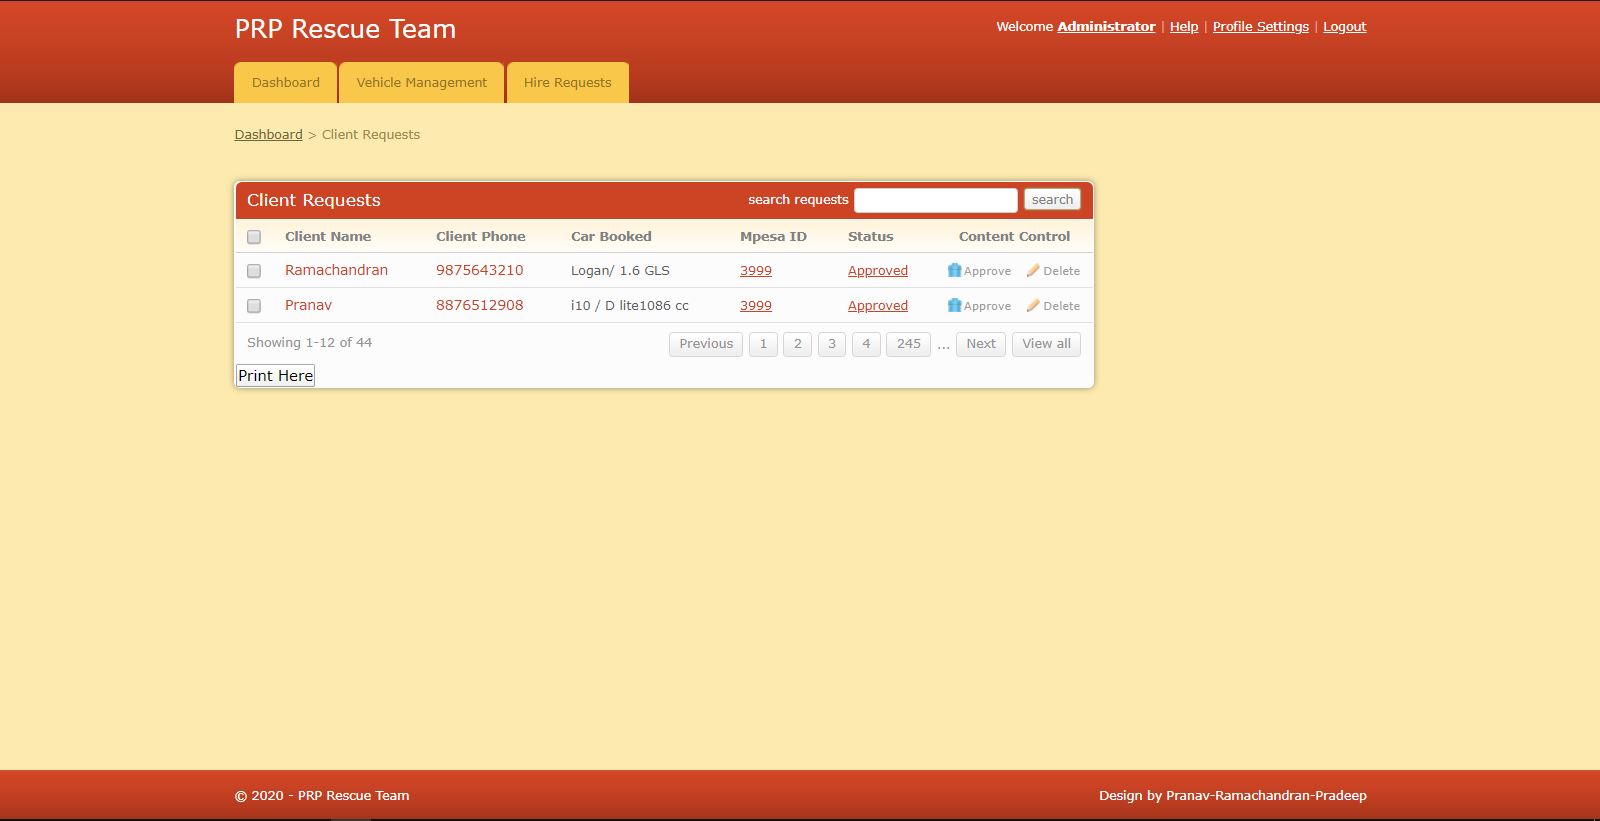 PRP Rescue Team
Welcome Administrator | Help | Profile Settings | Logout
Dashboard Vehicle Management Hire Requests
Dashboard > Client Requests
Client Requests search requests search
Client Name Client Phone Car Booked Mpesa ID Status Content Control
Ramachandran 9875643210 Logan/ 1.6 GLS 3999 Approved Approve Delete
Pranav 8876512908 i10 / D lite1086 cc 3999 Approved Approve Delete
Showing 1-12 of 44 Previous 1 2 3 4 245 ... Next View all
Print Here
© 2020 - PRP Rescue Team Design by Pranav-Ramachandran-Pradeep